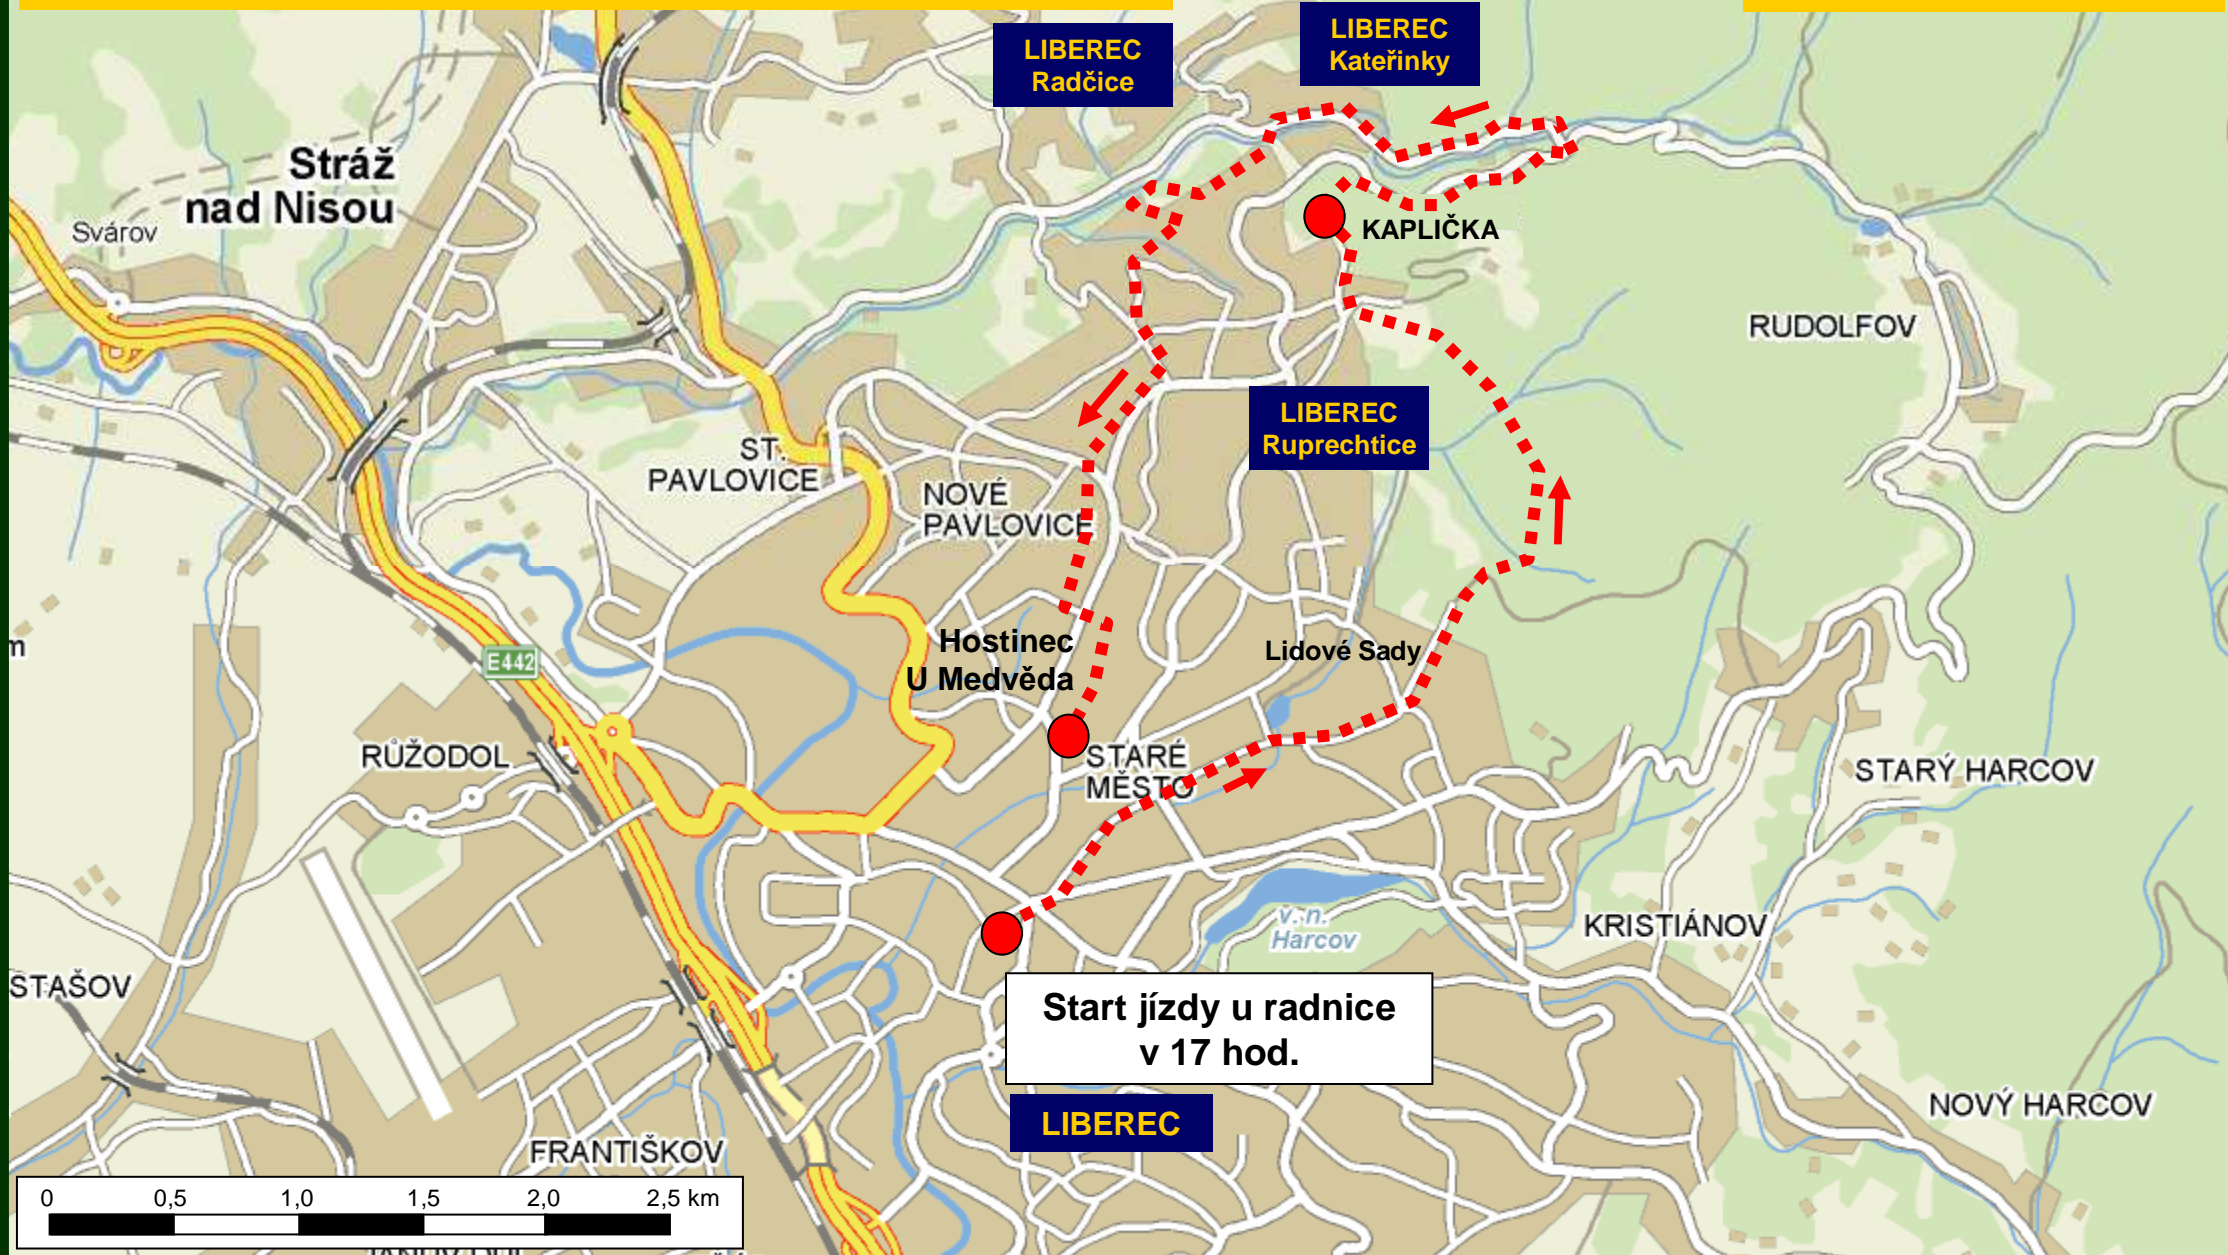 LIBEREC
Kateřinky
LIBEREC
Radčice
Stráž
nad Nisou
Svárov
KAPLIČKA
RUDOLFOV
LIBEREC
Ruprechtice
ST.
PAVLOVICE
NOVÉ
PAVLOVICE
Hostinec
U Medvěda
Lidové Sady
E442
m
RŮŽODOL
STARÉ
MĚSTO
STARÝ HARCOV
v. n.
Harcov
KRISTIÁNOV
STAŠOV
Start jízdy u radnice
v 17 hod.
LIBEREC
NOVÝ HARCOV
FRANTIŠKOV
0 0,5 1,0 1,5 2,0 2,5 km